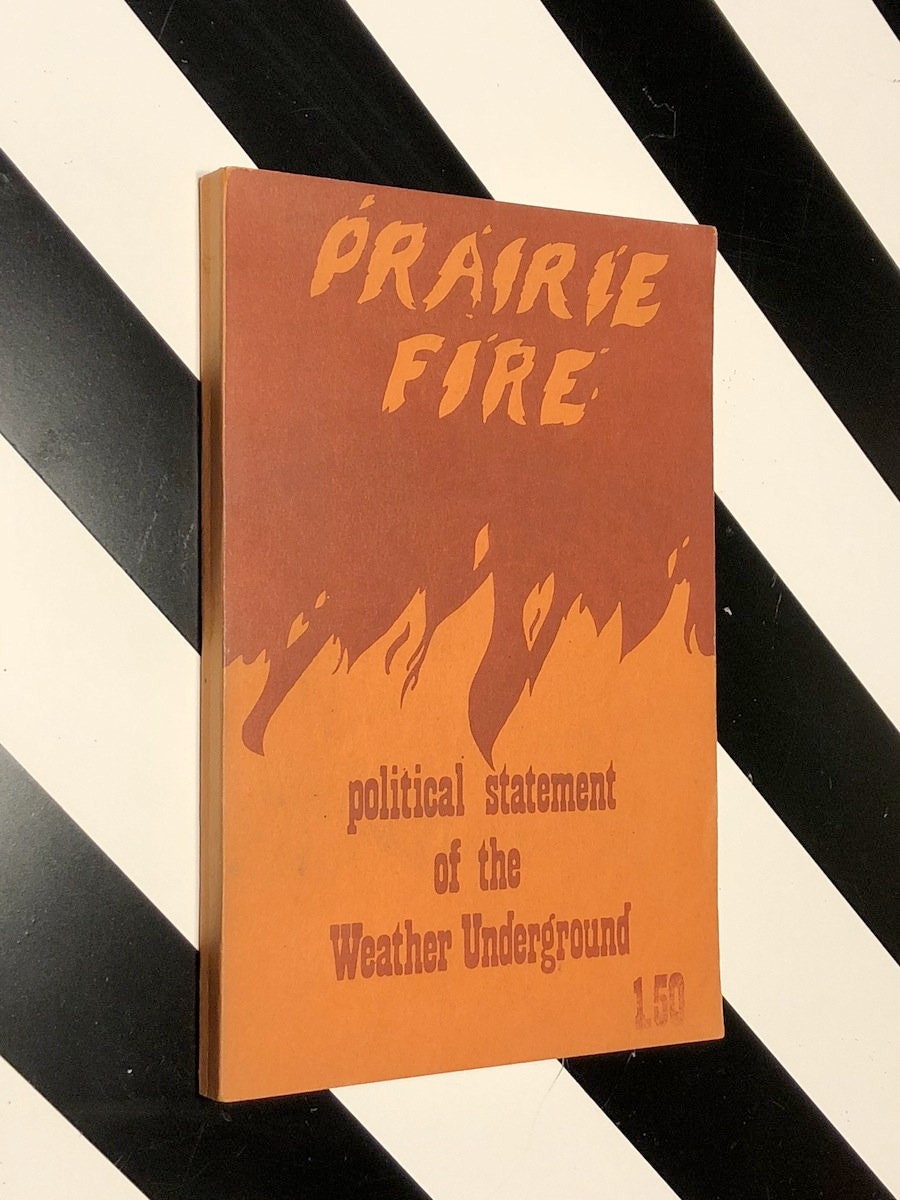 PRAIRIE
FIRE
political statement
of the
Weather Underground
1.50